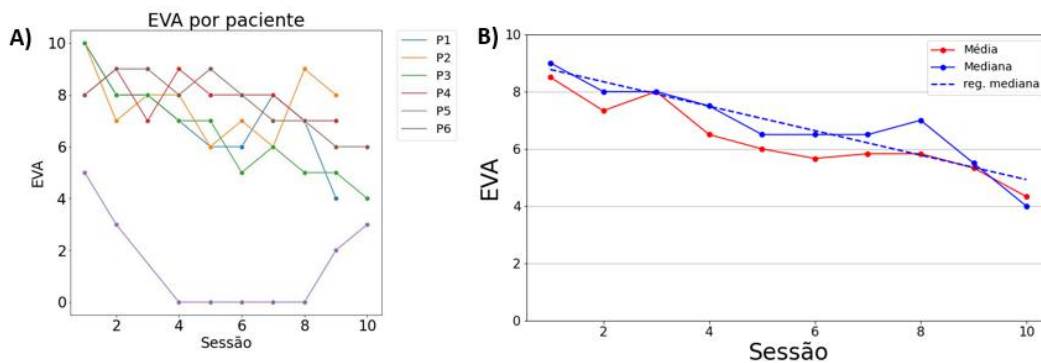 A)
EVA por paciente
EVA
10
8
6
4
2
0
2 4 6 8 10
Sessão
P1
P2
P3
P4
P5
P6
B)
EVA
10
8
6
4
2
0
2 4 6 8 10
Sessão
Média
Mediana
reg. mediana